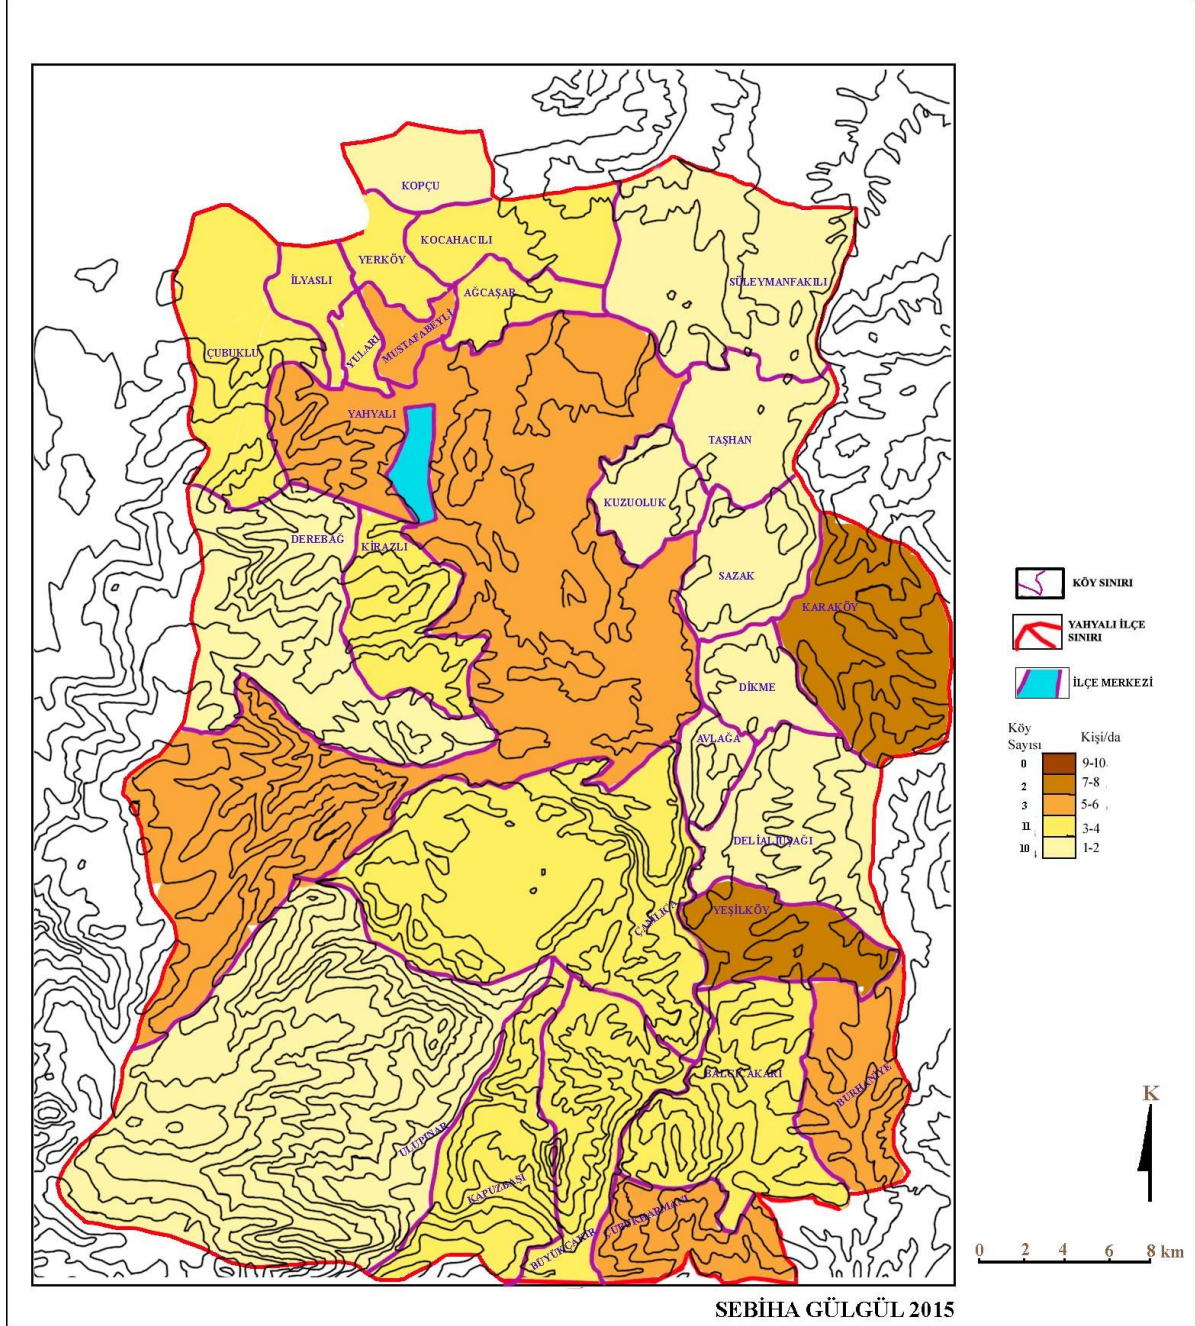 KOPÇU
KOCAHACILI
YERKÖY
İLYASLI
SÜLEYMANFAKILI
AĞCAŞAR
MUSTAFABEYLİ
YULARI
ÇUBUKLU
YAHYALI
TAŞHAN
KUZUOLUK
DEREBAĞ
KİRAZLI
SAZAK
KARAKÖY
DİKME
AVLAĞA
DELİALİUŞAĞI
YEŞİLKÖY
ÇAMLICA
BALCIÇAKIRI
BURHANİYE
ULUPINAR
KAPUZBAŞI
ÇUBUKHARMANI
BÜYÜKÇAKIR
KÖY SINIRI
YAHYALI İLÇE
SINIRI
İLÇE MERKEZİ
Köy
Sayısı
Kişi/da
0 9-10
2 7-8
3 5-6
11 3-4
10 1-2
K
0 2 4 6 8 km
SEBİHA GÜLGÜL 2015